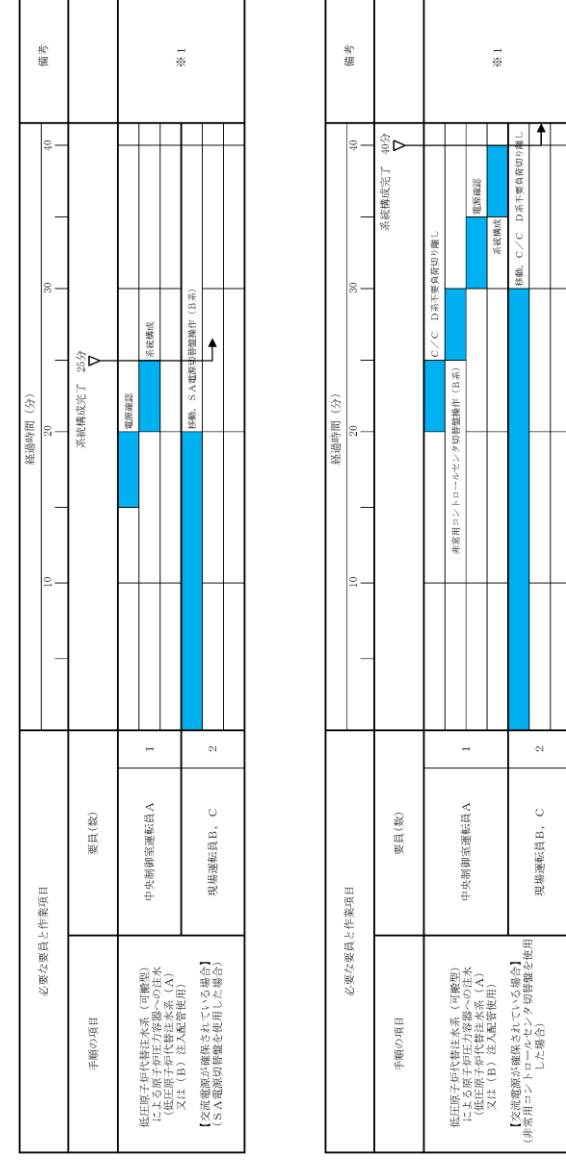 必要な要員と作業項目
経過時間（分）
備考
10
20
30
40
手順の項目
要員(数)
系統構成完了　25分
低圧原子炉代替注水系（可搬型）
による原子炉圧力容器への注水
（低圧原子炉代替注水系（A）
又は（B）注入配管使用）
【交流電源が確保されている場合】
（SA電源切替盤を使用した場合）
中央制御室運転員A
1
電源確認
系統構成
※1
現場運転員B，C
2
移動，SA電源切替盤操作（B系）
必要な要員と作業項目
経過時間（分）
備考
10
20
30
40
手順の項目
要員(数)
系統構成完了　40分
低圧原子炉代替注水系（可搬型）
による原子炉圧力容器への注水
（低圧原子炉代替注水系（A）
又は（B）注入配管使用）
【交流電源が確保されている場合】
（非常用コントロールセンタ切替盤を使用
した場合）
中央制御室運転員A
1
C／C　D系不要負荷切り離し
非常用コントロールセンタ切替盤操作（B系）
電源確認
系統構成
※1
現場運転員B，C
2
移動，C／C　D系不要負荷切り離し